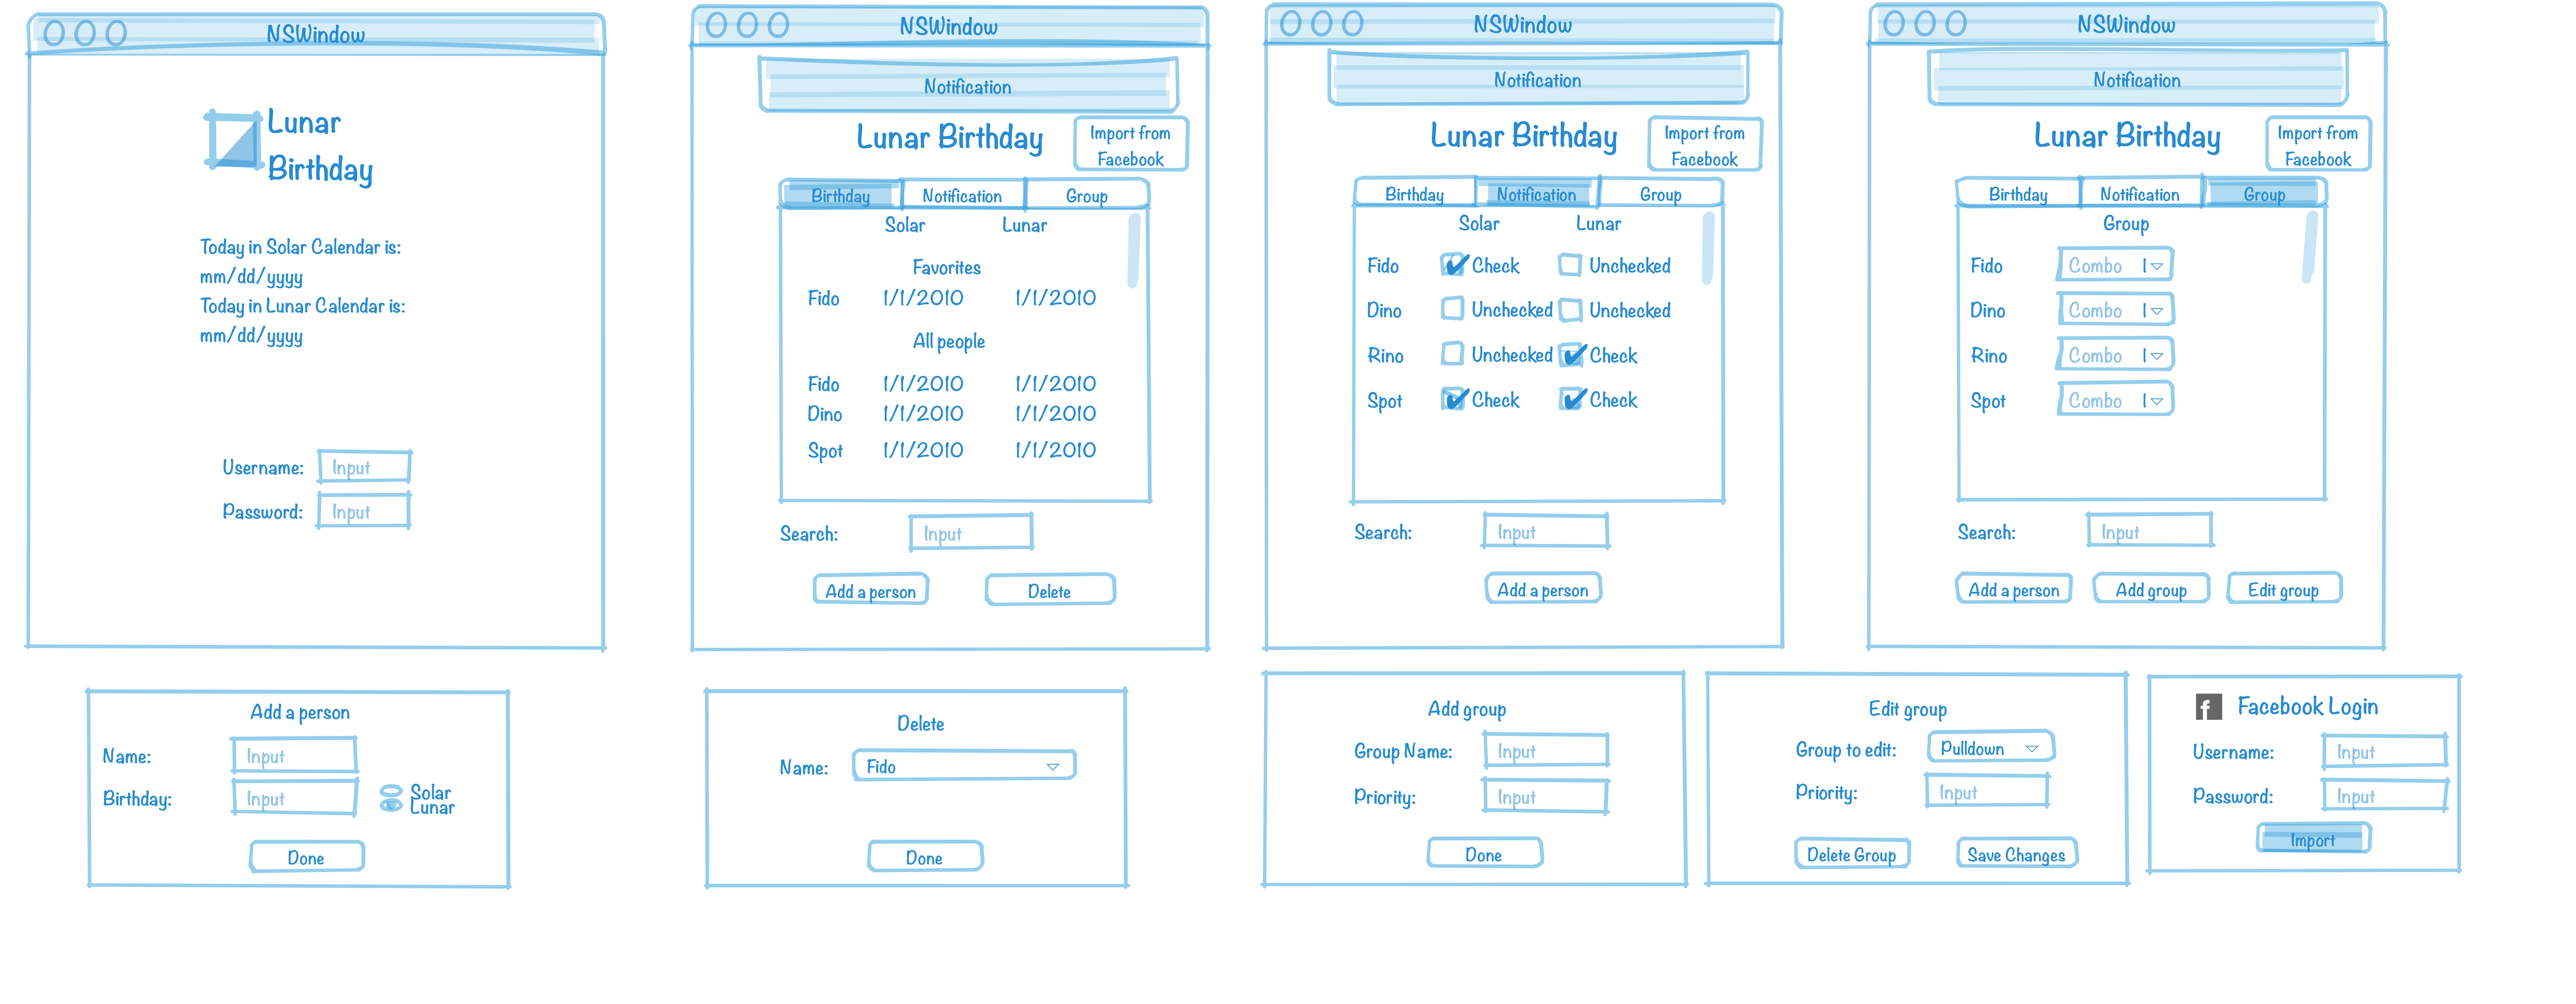 NSWindow
Lunar
Birthday
Today in Solar Calendar is:
mm/dd/yyyy
Today in Lunar Calendar is:
mm/dd/yyyy
Username: Input
Password: Input
NSWindow
Notification
Lunar Birthday
Import from
Facebook
Birthday Notification Group
Solar Lunar
Favorites
Fido 1/1/2010 1/1/2010
All people
Fido 1/1/2010 1/1/2010
Dino 1/1/2010 1/1/2010
Spot 1/1/2010 1/1/2010
Search: Input
Add a person Delete
NSWindow
Notification
Lunar Birthday
Import from
Facebook
Birthday Notification Group
Solar Lunar
Fido Check Unchecked
Dino Unchecked Unchecked
Rino Unchecked Check
Spot Check Check
Search: Input
Add a person
NSWindow
Notification
Lunar Birthday
Import from
Facebook
Birthday Notification Group
Group
Fido Combo
Dino Combo
Rino Combo
Spot Combo
Search: Input
Add a person Add group Edit group
Add a person
Name: Input
Birthday: Input
Solar
Lunar
Done
Delete
Name: Fido
Done
Add group
Group Name: Input
Priority: Input
Done
Edit group
Group to edit: Pulldown
Priority: Input
Delete Group Save Changes
f Facebook Login
Username: Input
Password: Input
Import